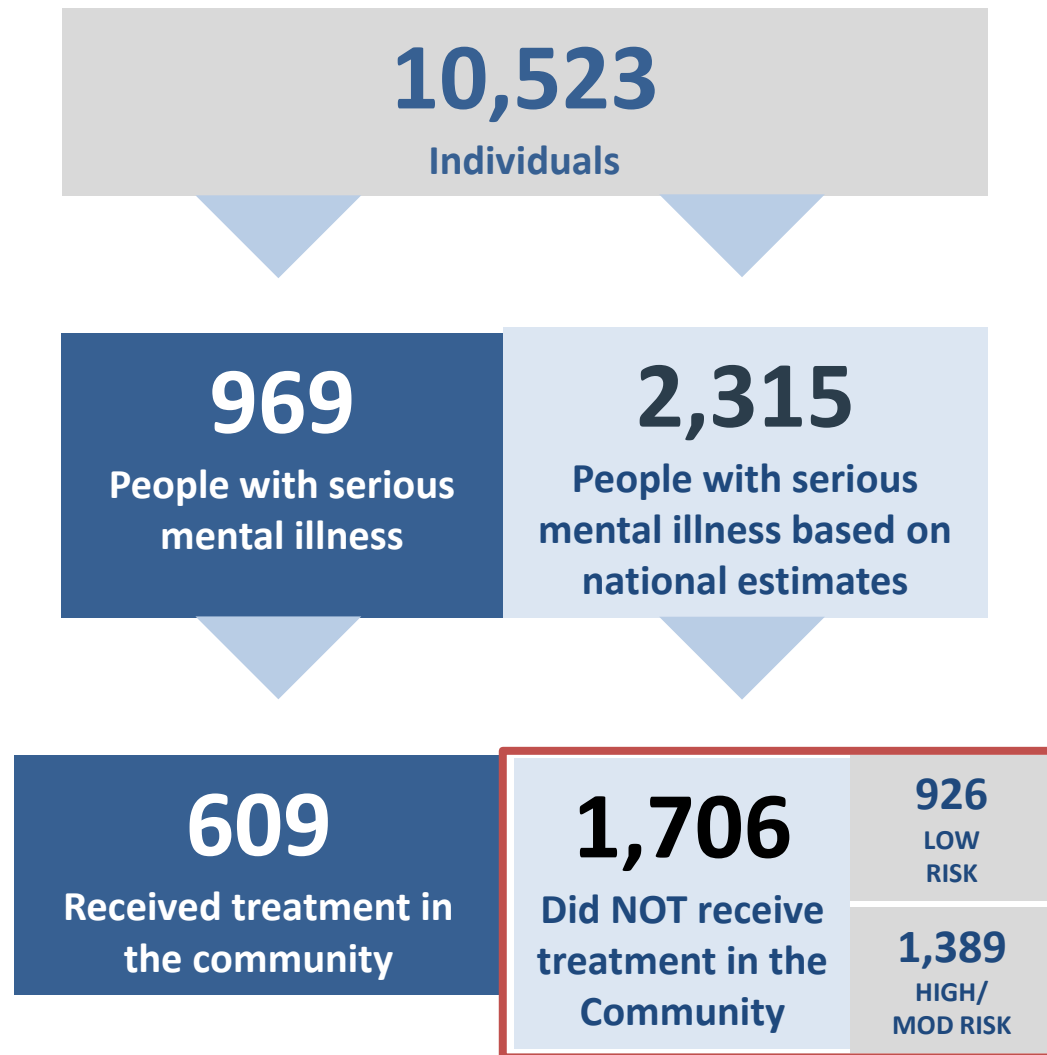 10,523
Individuals
969
People with serious
mental illness
2,315
People with serious
mental illness based on
national estimates
609
Received treatment in
the community
1,706
Did NOT receive
treatment in the
Community
926
LOW
RISK
1,389
HIGH/
MOD RISK